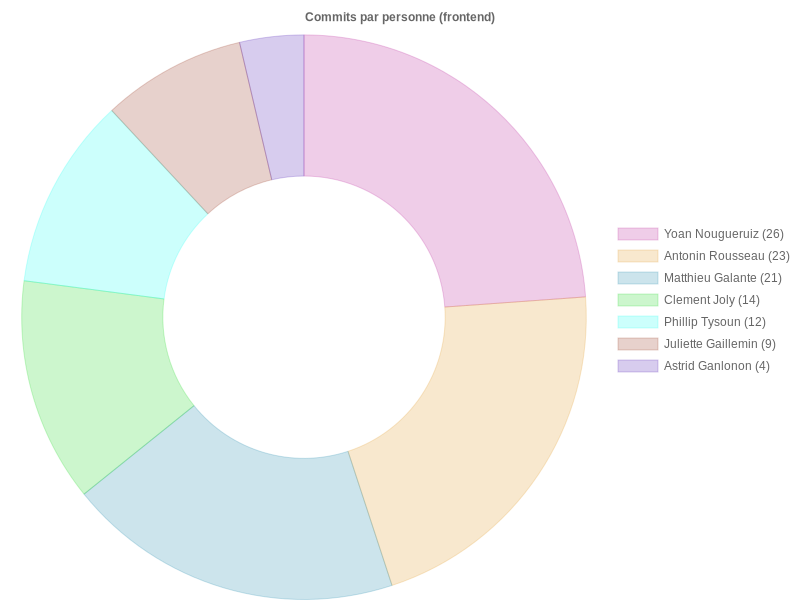 Commits par personne (frontend)
Yoan Nougueruiz (26)
Antonin Rousseau (23)
Matthieu Galante (21)
Clement Joly (14)
Phillip Tysoun (12)
Juliette Gaillemin (9)
Astrid Ganlonon (4)